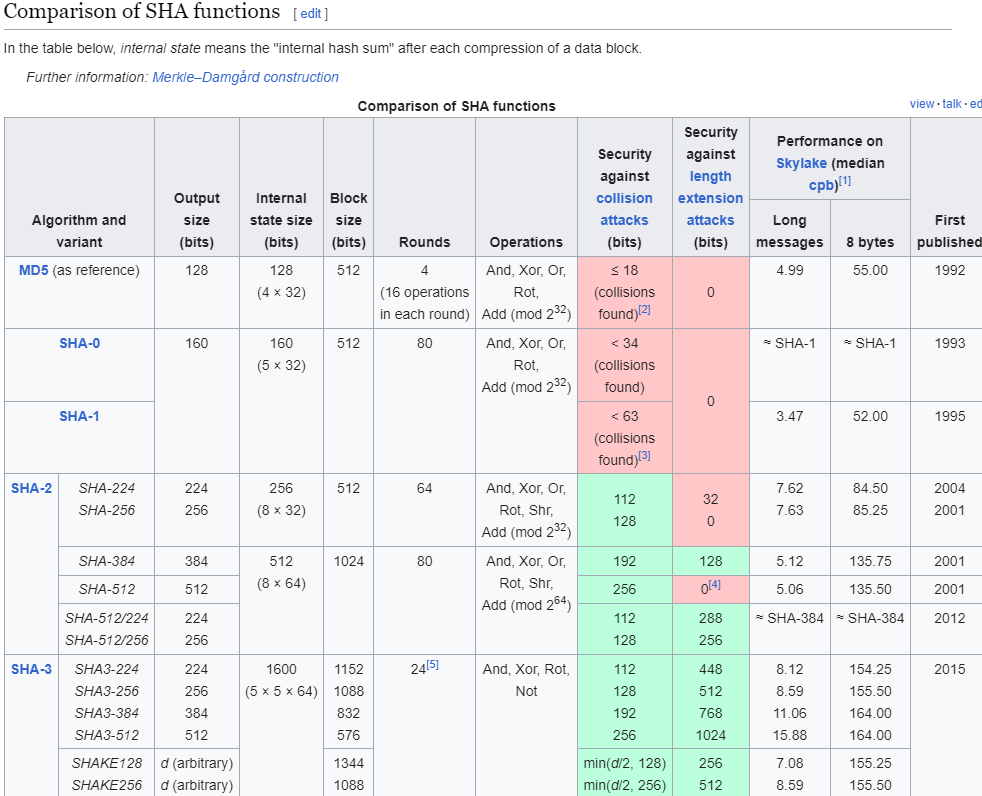 Comparison of SHA functions [ edit ]
In the table below, internal state means the "internal hash sum" after each compression of a data block.
Further information: Merkle–Damgård construction
Comparison of SHA functions
view · talk · ed
Algorithm and variant | Output size (bits) | Internal state size (bits) | Block size (bits) | Rounds | Operations | Security against collision attacks (bits) | Security against length extension attacks (bits) | Performance on Skylake (median cpb)[1] | First published
Long messages | 8 bytes
MD5 (as reference) | 128 | 128 (4 × 32) | 512 | 4 (16 operations in each round) | And, Xor, Or, Rot, Add (mod 2^32) | ≤ 18 (collisions found)[2] | 0 | 4.99 | 55.00 | 1992
SHA-0 | 160 | 160 (5 × 32) | 512 | 80 | And, Xor, Or, Rot, Add (mod 2^32) | < 34 (collisions found) | 0 | ≈ SHA-1 | ≈ SHA-1 | 1993
SHA-1 | < 63 (collisions found)[3] | 3.47 | 52.00 | 1995
SHA-2 | SHA-224 | 224 | 256 (8 × 32) | 512 | 64 | And, Xor, Or, Rot, Shr, Add (mod 2^32) | 112 | 32 | 7.62 | 84.50 | 2004
SHA-256 | 256 | 128 | 0 | 7.63 | 85.25 | 2001
SHA-384 | 384 | 512 (8 × 64) | 1024 | 80 | And, Xor, Or, Rot, Shr, Add (mod 2^64) | 192 | 128 | 5.12 | 135.75 | 2001
SHA-512 | 512 | 256 | 0[4] | 5.06 | 135.50 | 2001
SHA-512/224 | 224 | 112 | 288 | ≈ SHA-384 | ≈ SHA-384 | 2012
SHA-512/256 | 256 | 128 | 256
SHA-3 | SHA3-224 | 224 | 1600 (5 × 5 × 64) | 1152 | 24[5] | And, Xor, Rot, Not | 112 | 448 | 8.12 | 154.25 | 2015
SHA3-256 | 256 | 1088 | 128 | 512 | 8.59 | 155.50
SHA3-384 | 384 | 832 | 192 | 768 | 11.06 | 164.00
SHA3-512 | 512 | 576 | 256 | 1024 | 15.88 | 164.00
SHAKE128 | d (arbitrary) | 1344 | min(d/2, 128) | 256 | 7.08 | 155.25
SHAKE256 | d (arbitrary) | 1088 | min(d/2, 256) | 512 | 8.59 | 155.50